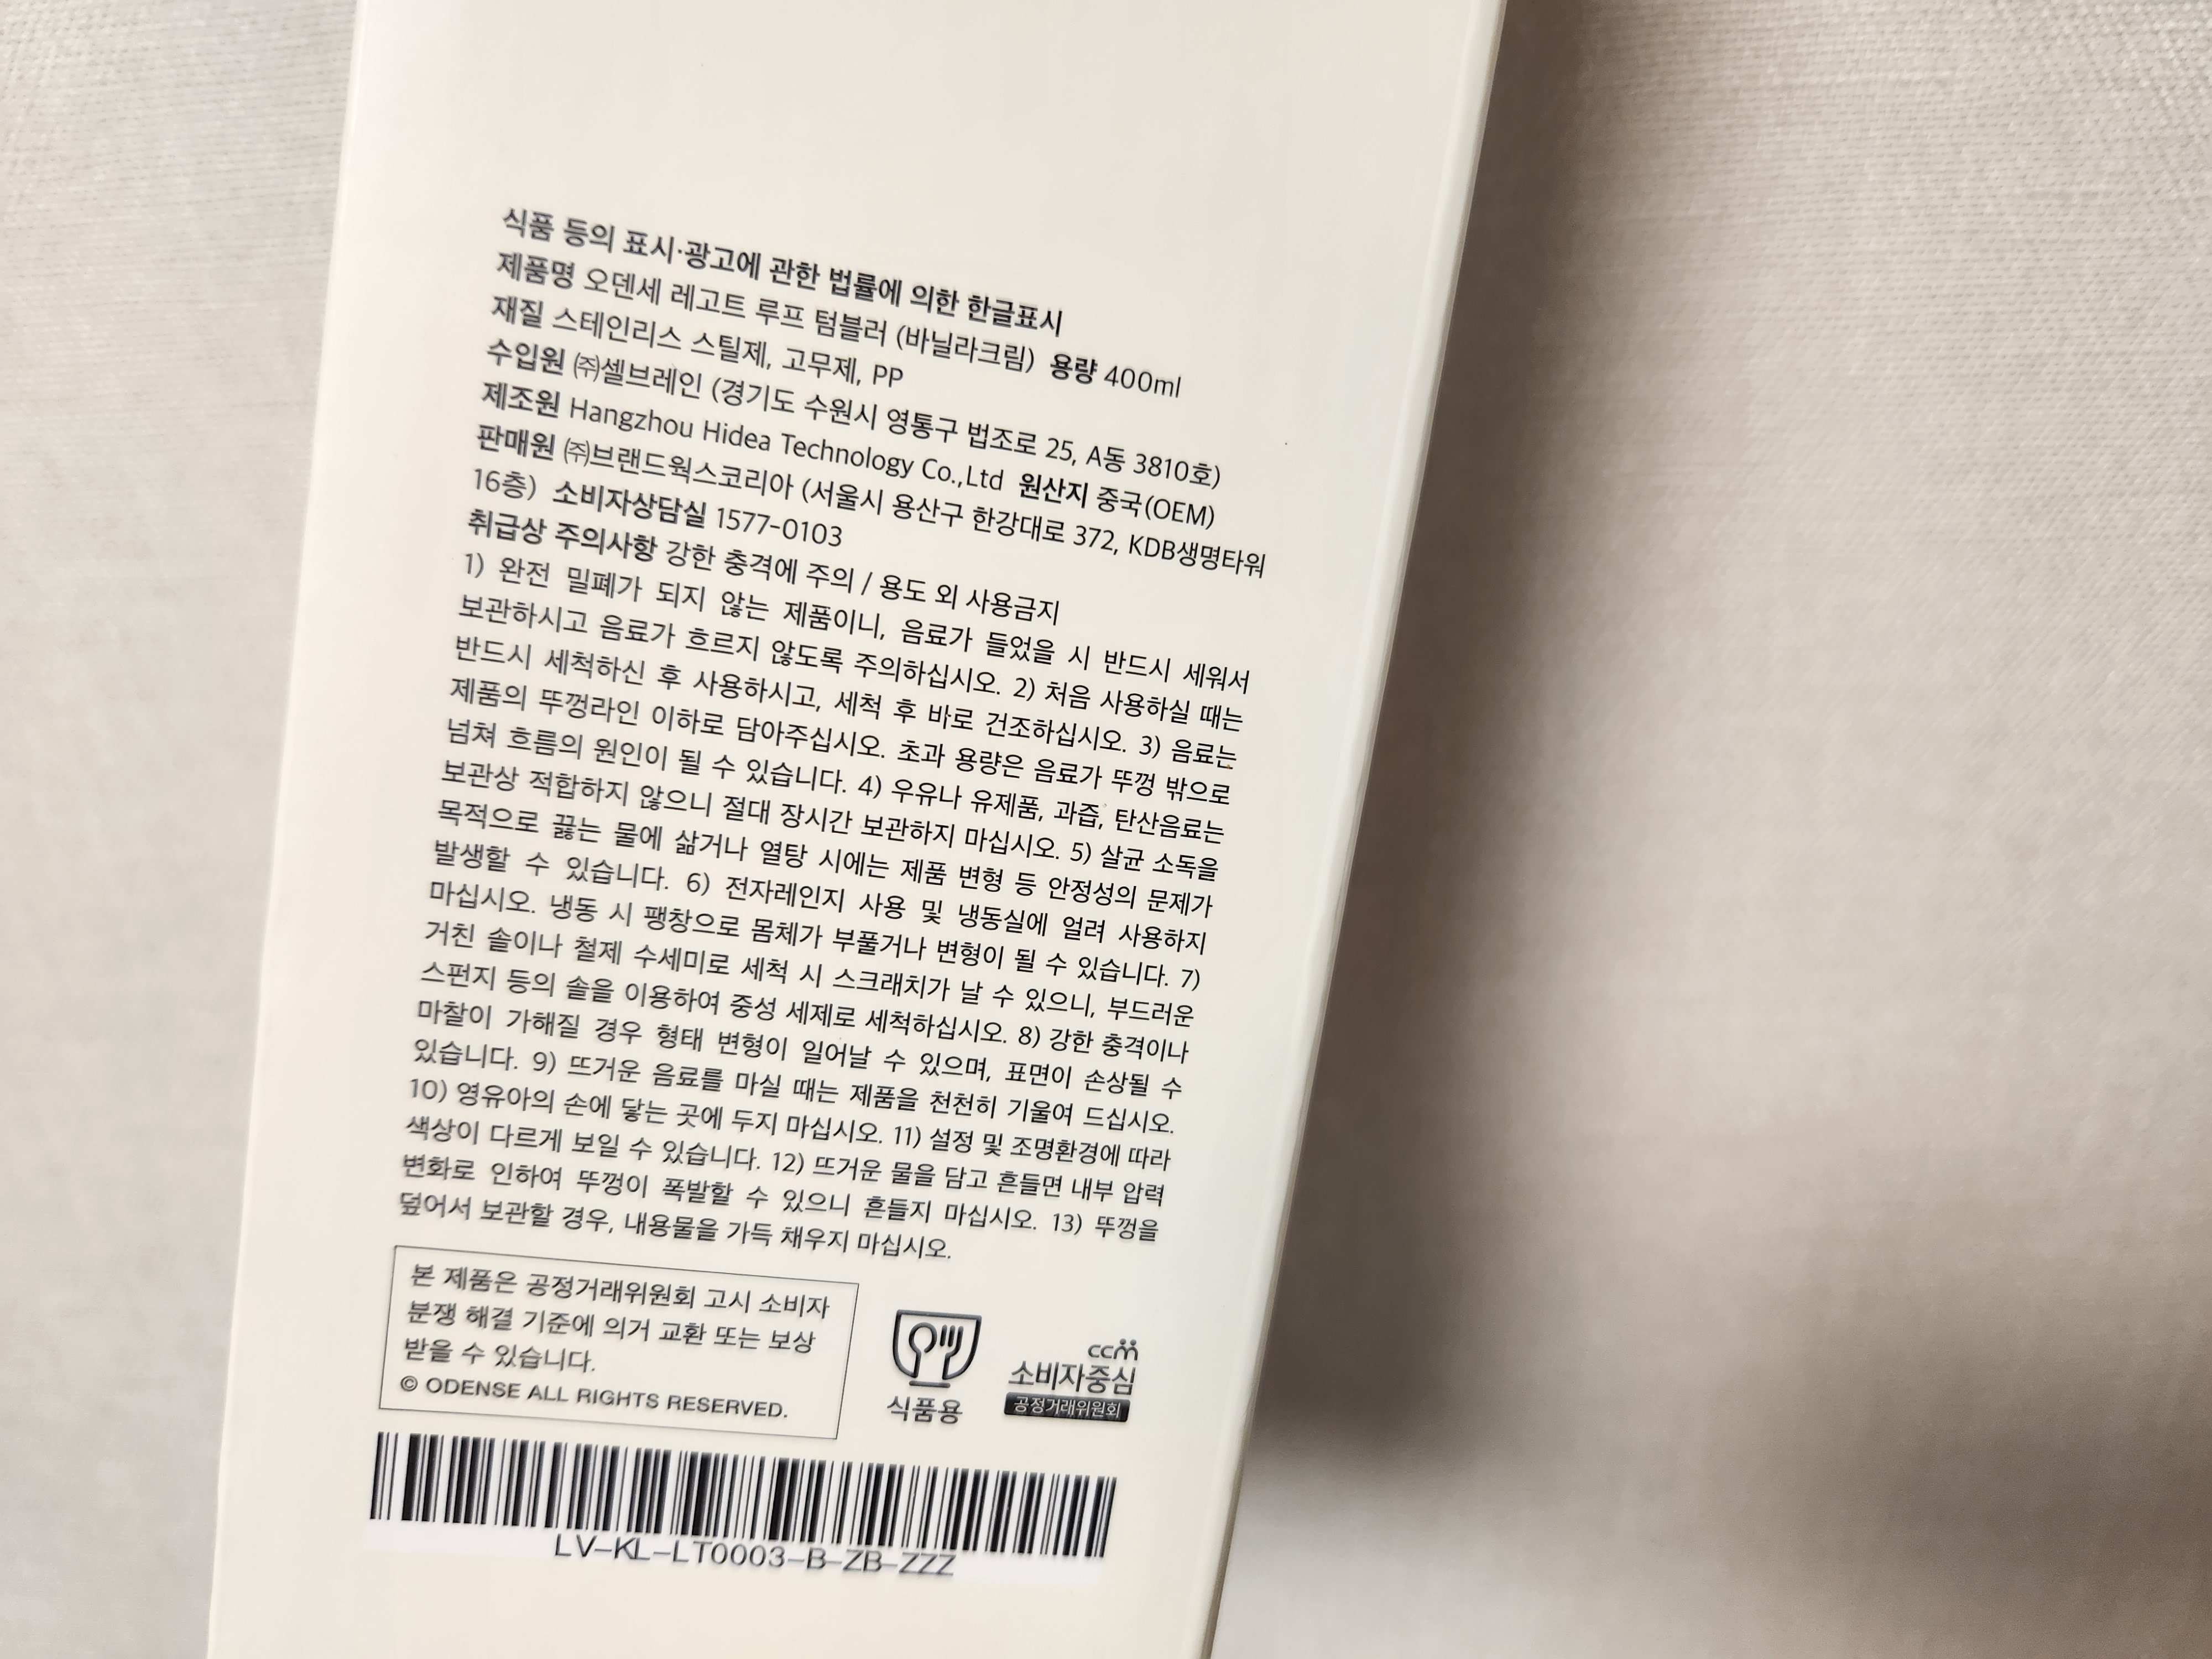 식품 등의 표시·광고에 관한 법률에 의한 한글표시
제품명 오덴세 레고트 루프 텀블러 (바닐라크림) 용량 400ml
재질 스테인리스 스틸제, 고무제, PP
수입원 ㈜셀브레인 (경기도 수원시 영통구 법조로 25, A동 3810호)
제조원 Hangzhou Hidea Technology Co.,Ltd 원산지 중국(OEM)
판매원 ㈜브랜드웍스코리아 (서울시 용산구 한강대로 372, KDB생명타워
16층) 소비자상담실 1577-0103
취급상 주의사항 강한 충격에 주의 / 용도 외 사용금지
1) 완전 밀폐가 되지 않는 제품이니, 음료가 들었을 시 반드시 세워서
보관하시고 음료가 흐르지 않도록 주의하십시오. 2) 처음 사용하실 때는
반드시 세척하신 후 사용하시고, 세척 후 바로 건조하십시오. 3) 음료는
제품의 뚜껑라인 이하로 담아주십시오. 초과 용량은 음료가 뚜껑 밖으로
넘쳐 흐름의 원인이 될 수 있습니다. 4) 우유나 유제품, 과즙, 탄산음료는
보관상 적합하지 않으니 절대 장시간 보관하지 마십시오. 5) 살균 소독을
목적으로 끓는 물에 삶거나 열탕 시에는 제품 변형 등 안정성의 문제가
발생할 수 있습니다. 6) 전자레인지 사용 및 냉동실에 얼려 사용하지
마십시오. 냉동 시 팽창으로 몸체가 부풀거나 변형이 될 수 있습니다. 7)
거친 솔이나 철제 수세미로 세척 시 스크래치가 날 수 있으니, 부드러운
스펀지 등의 솔을 이용하여 중성 세제로 세척하십시오. 8) 강한 충격이나
마찰이 가해질 경우 형태 변형이 일어날 수 있으며, 표면이 손상될 수
있습니다. 9) 뜨거운 음료를 마실 때는 제품을 천천히 기울여 드십시오.
10) 영유아의 손에 닿는 곳에 두지 마십시오. 11) 설정 및 조명환경에 따라
색상이 다르게 보일 수 있습니다. 12) 뜨거운 물을 담고 흔들면 내부 압력
변화로 인하여 뚜껑이 폭발할 수 있으니 흔들지 마십시오. 13) 뚜껑을
덮어서 보관할 경우, 내용물을 가득 채우지 마십시오.
본 제품은 공정거래위원회 고시 소비자
분쟁 해결 기준에 의거 교환 또는 보상
받을 수 있습니다.
© ODENSE ALL RIGHTS RESERVED.
식품용
ccm
소비자중심
공정거래위원회
LV-KL-LT0003-B-ZB-ZZZ